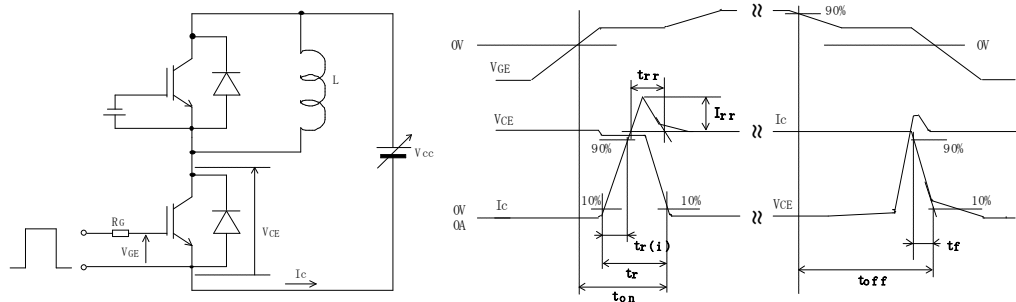 L
Vcc
RG
VGE
VCE
Ic
0V
VGE
trr
Irr
VCE
90%
Ic
10%
10%
0V
0A
tr(i)
tr
ton
90%
0V
Ic
90%
VCE
10%
tf
toff